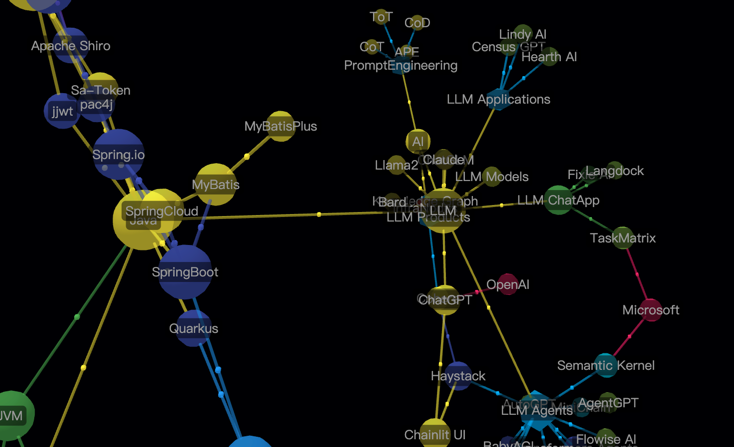 ToT
CoD
Lindy AI
Apache Shiro
CoT
APE
Census GPT
Hearth AI
PromptEngineering
Sa-Token
pac4j
LLM Applications
jjwt
MyBatisPlus
AI
Spring.io
Llama2
Claude
Langdock
MyBatis
LLM Models
Bard
LLM ChatApp
SpringCloud
LLM
Java
LLM Products
TaskMatrix
SpringBoot
OpenAI
ChatGPT
Microsoft
Quarkus
Semantic Kernel
Haystack
AgentGPT
LLM Agents
JVM
Chainlit UI
Flowise AI